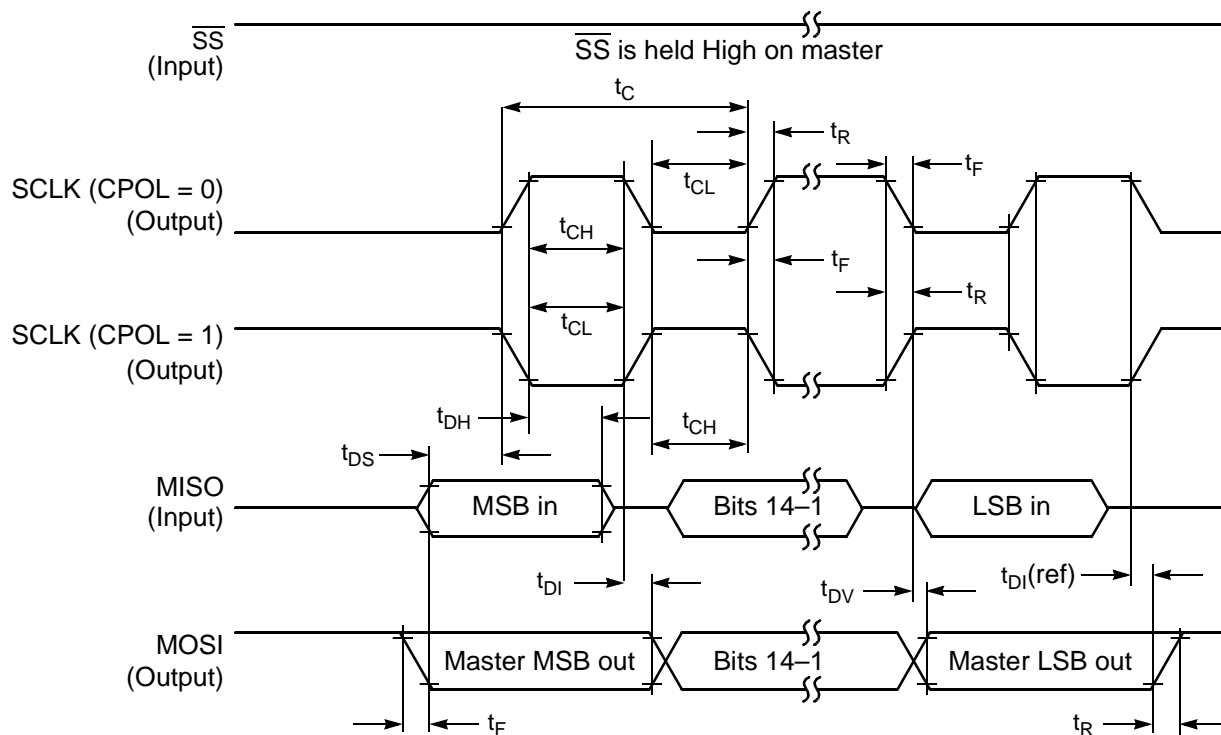 SS
(Input)
SS is held High on master
tC
tR
tF
SCLK (CPOL = 0)
(Output)
tCL
tCH
tF
tR
tCL
SCLK (CPOL = 1)
(Output)
tDH
tCH
tDS
MISO
(Input)
MSB in
Bits 14–1
LSB in
tDI
tDV
tDI(ref)
MOSI
(Output)
Master MSB out
Bits 14–1
Master LSB out
tF
tR